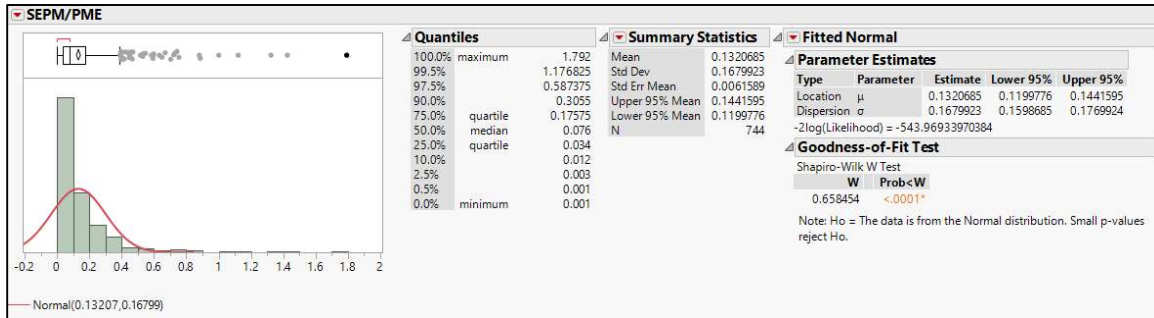 SEPM/PME
-0.2 0 0.2 0.4 0.6 0.8 1 1.2 1.4 1.6 1.8 2
Normal(0.13207,0.16799)
Quantiles
100.0% maximum 1.792
99.5% 1.176825
97.5% 0.587375
90.0% 0.3055
75.0% quartile 0.17575
50.0% median 0.076
25.0% quartile 0.034
10.0% 0.012
2.5% 0.003
0.5% 0.001
0.0% minimum 0.001
Summary Statistics
Mean 0.1320685
Std Dev 0.1679923
Std Err Mean 0.0061589
Upper 95% Mean 0.1441595
Lower 95% Mean 0.1199776
N 744
Fitted Normal
Parameter Estimates
Type Parameter Estimate Lower 95% Upper 95%
Location μ 0.1320685 0.1199776 0.1441595
Dispersion σ 0.1679923 0.1598685 0.1769924
-2log(Likelihood) = -543.96933970384
Goodness-of-Fit Test
Shapiro-Wilk W Test
W Prob<W
0.658454 <.0001*
Note: Ho = The data is from the Normal distribution. Small p-values
reject Ho.